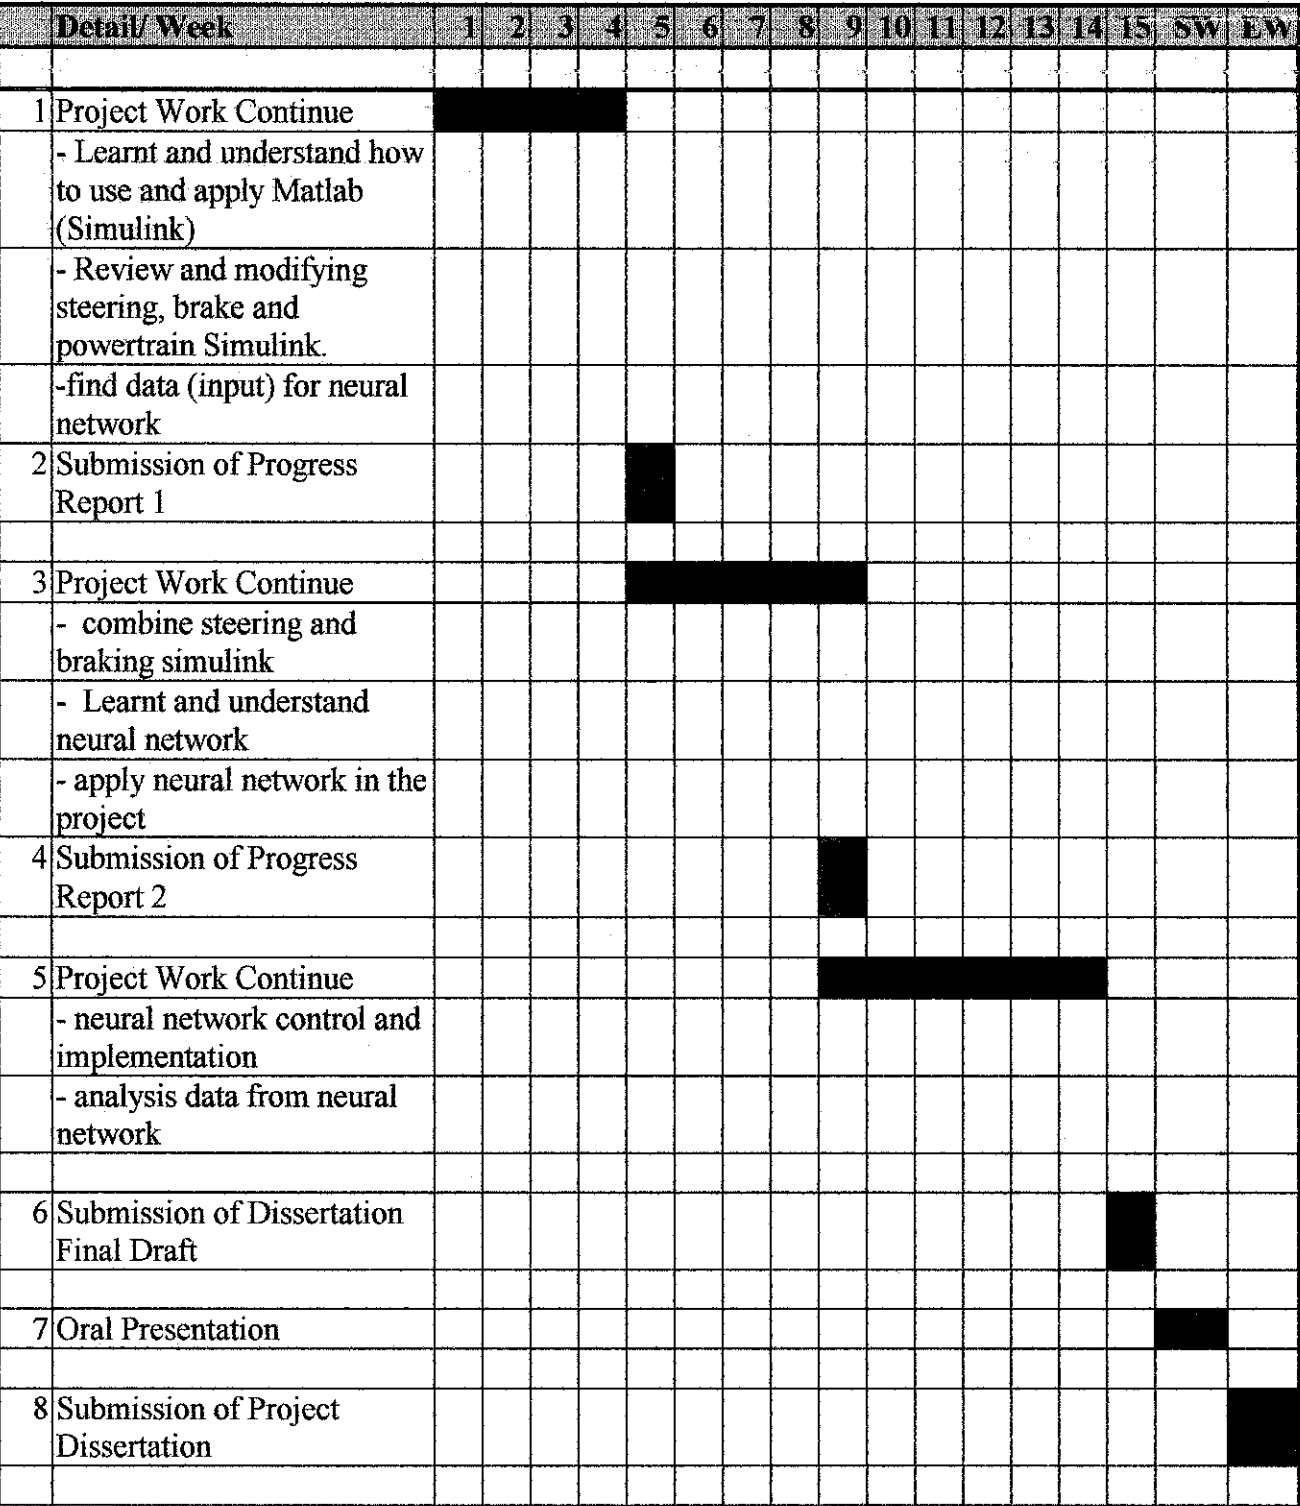 Detail/ Week 1 2 3 4 5 6 7 8 9 10 11 12 13 14 15 SW EW
1 Project Work Continue
- Learnt and understand how
to use and apply Matlab
(Simulink)
- Review and modifying
steering, brake and
powertrain Simulink.
-find data (input) for neural
network
2 Submission of Progress
Report 1
3 Project Work Continue
- combine steering and
braking simulink
- Learnt and understand
neural network
- apply neural network in the
project
4 Submission of Progress
Report 2
5 Project Work Continue
- neural network control and
implementation
- analysis data from neural
network
6 Submission of Dissertation
Final Draft
7 Oral Presentation
8 Submission of Project
Dissertation